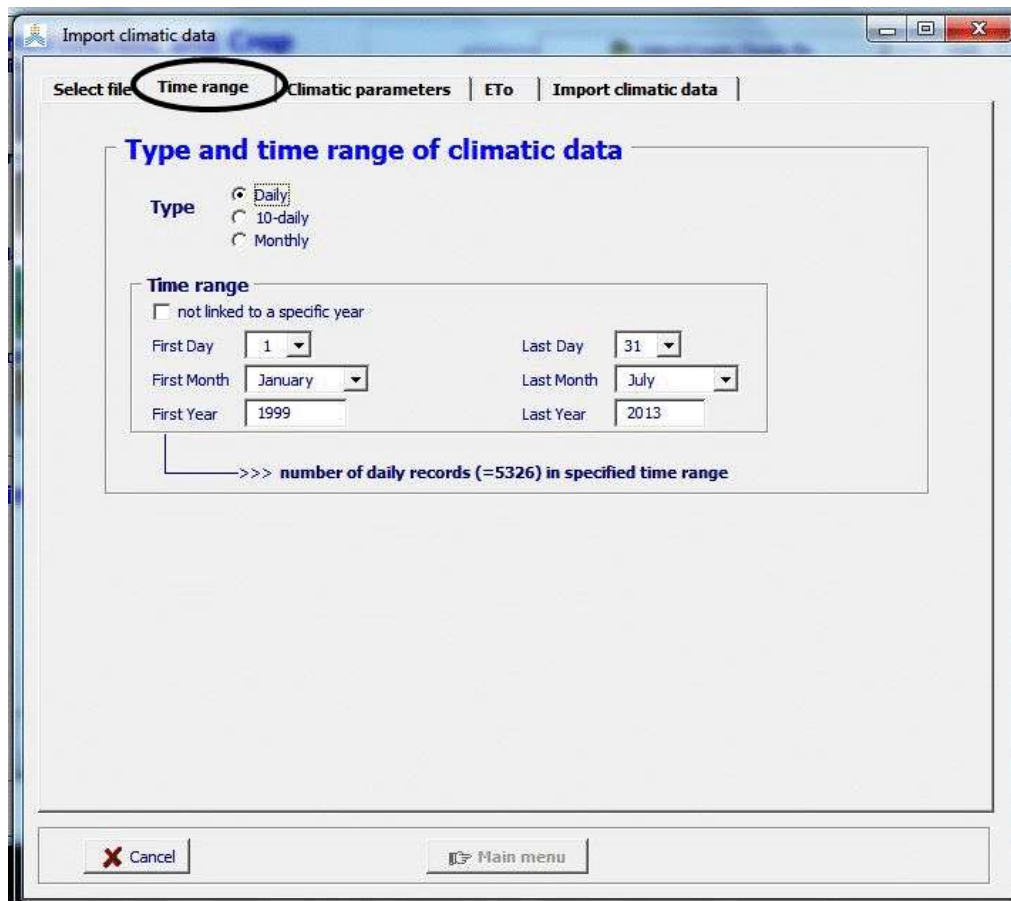 Import climatic data
Select file Time range Climatic parameters ETo Import climatic data
Type and time range of climatic data
Type
Daily
10-daily
Monthly
Time range
not linked to a specific year
First Day 1 Last Day 31
First Month January Last Month July
First Year 1999 Last Year 2013
>>> number of daily records (=5326) in specified time range
Cancel Main menu